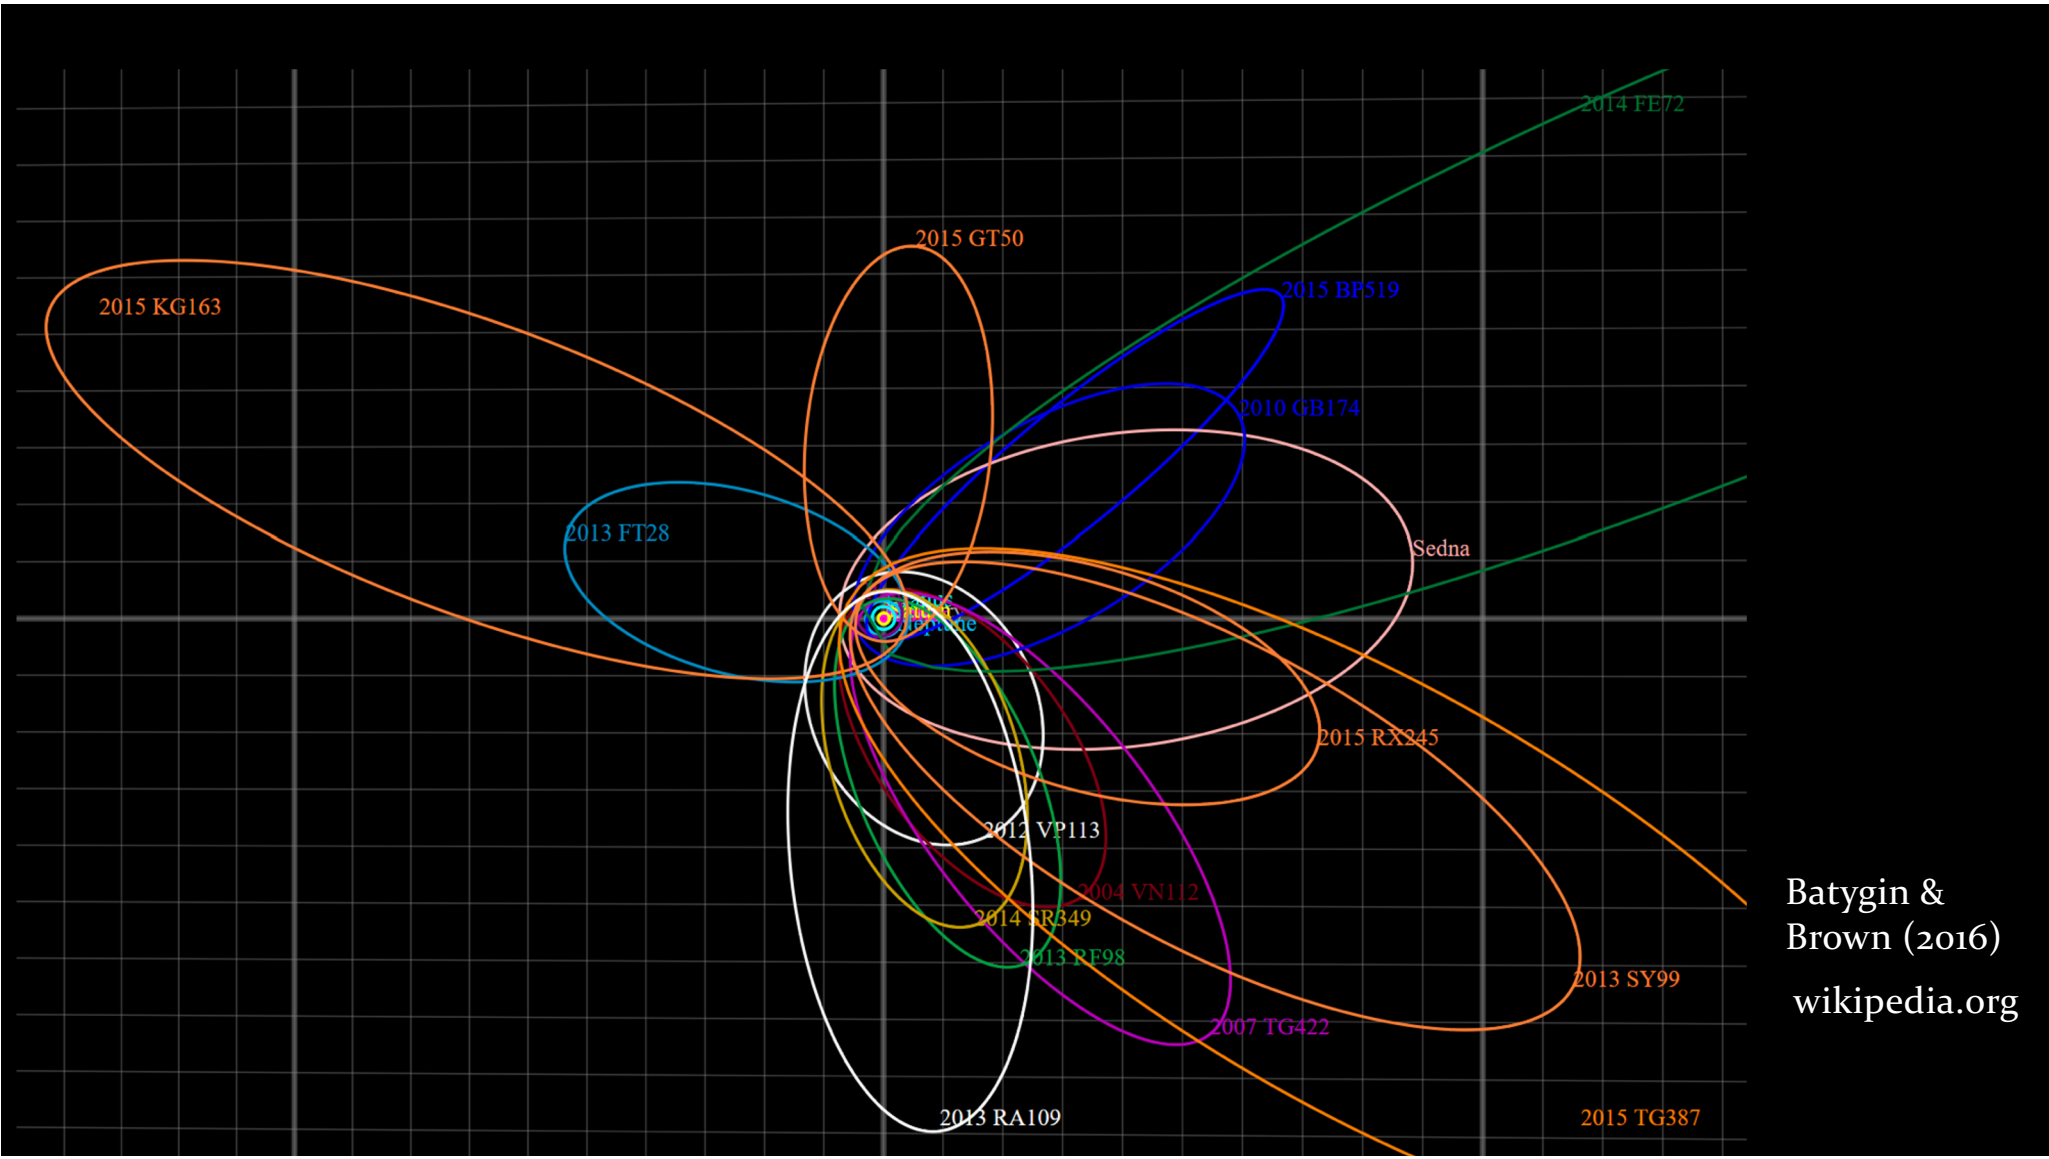 2014 FE72
2015 GT50
2015 BP519
2015 KG163
2010 GB174
2013 FT28
Sedna
Neptune
2015 RX245
2012 VP113
2004 VN112
2014 SR349
2013 RF98
2013 SY99
2007 TG422
2013 RA109
2015 TG387
Batygin &
Brown (2016)
wikipedia.org